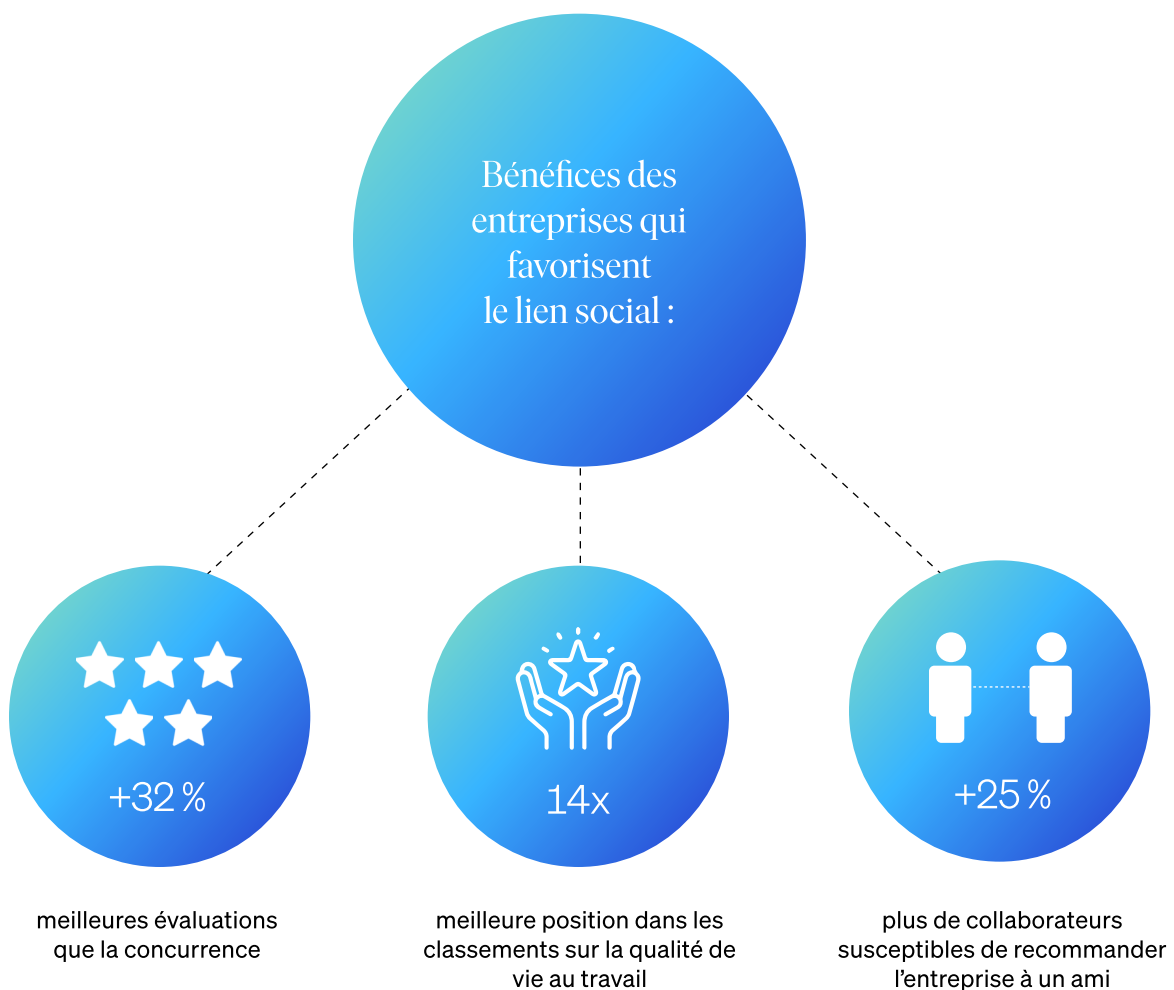 Bénéfices des
entreprises qui
favorisent
le lien social :
+32 %
14x
+25 %
meilleures évaluations
que la concurrence
meilleure position dans les
classements sur la qualité de
vie au travail
plus de collaborateurs
susceptibles de recommander
l’entreprise à un ami